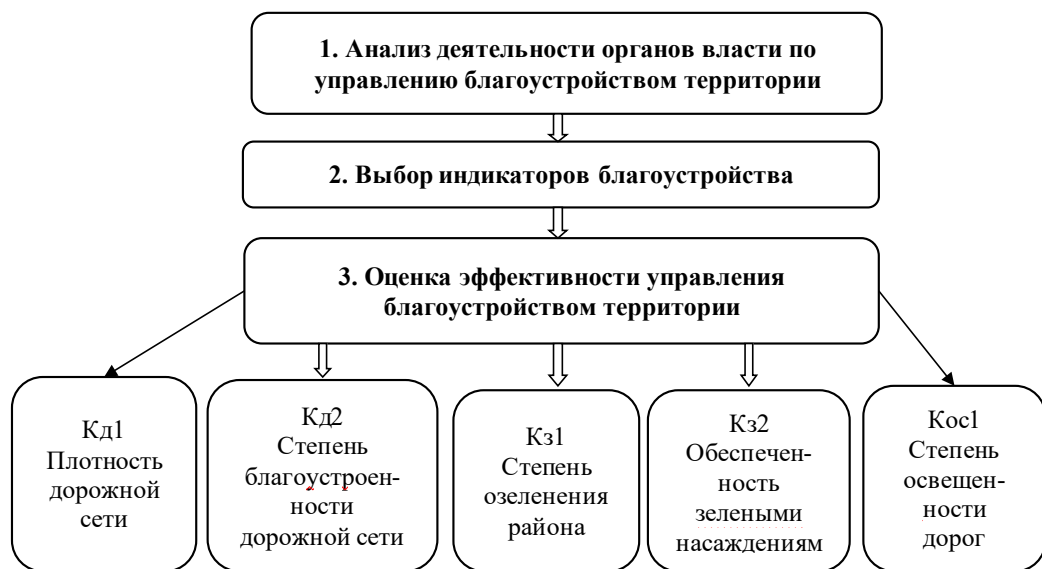 1. Анализ деятельности органов власти по
управлению благоустройством территории
2. Выбор индикаторов благоустройства
3. Оценка эффективности управления
благоустройством территории
Кд1
Плотность
дорожной
сети
Кд2
Степень
благоустроен-
ности
дорожной сети
Кз1
Степень
озеленения
района
Кз2
Обеспечен-
ность
зелеными
насаждениям
Кос1
Степень
освещен-
ности
дорог